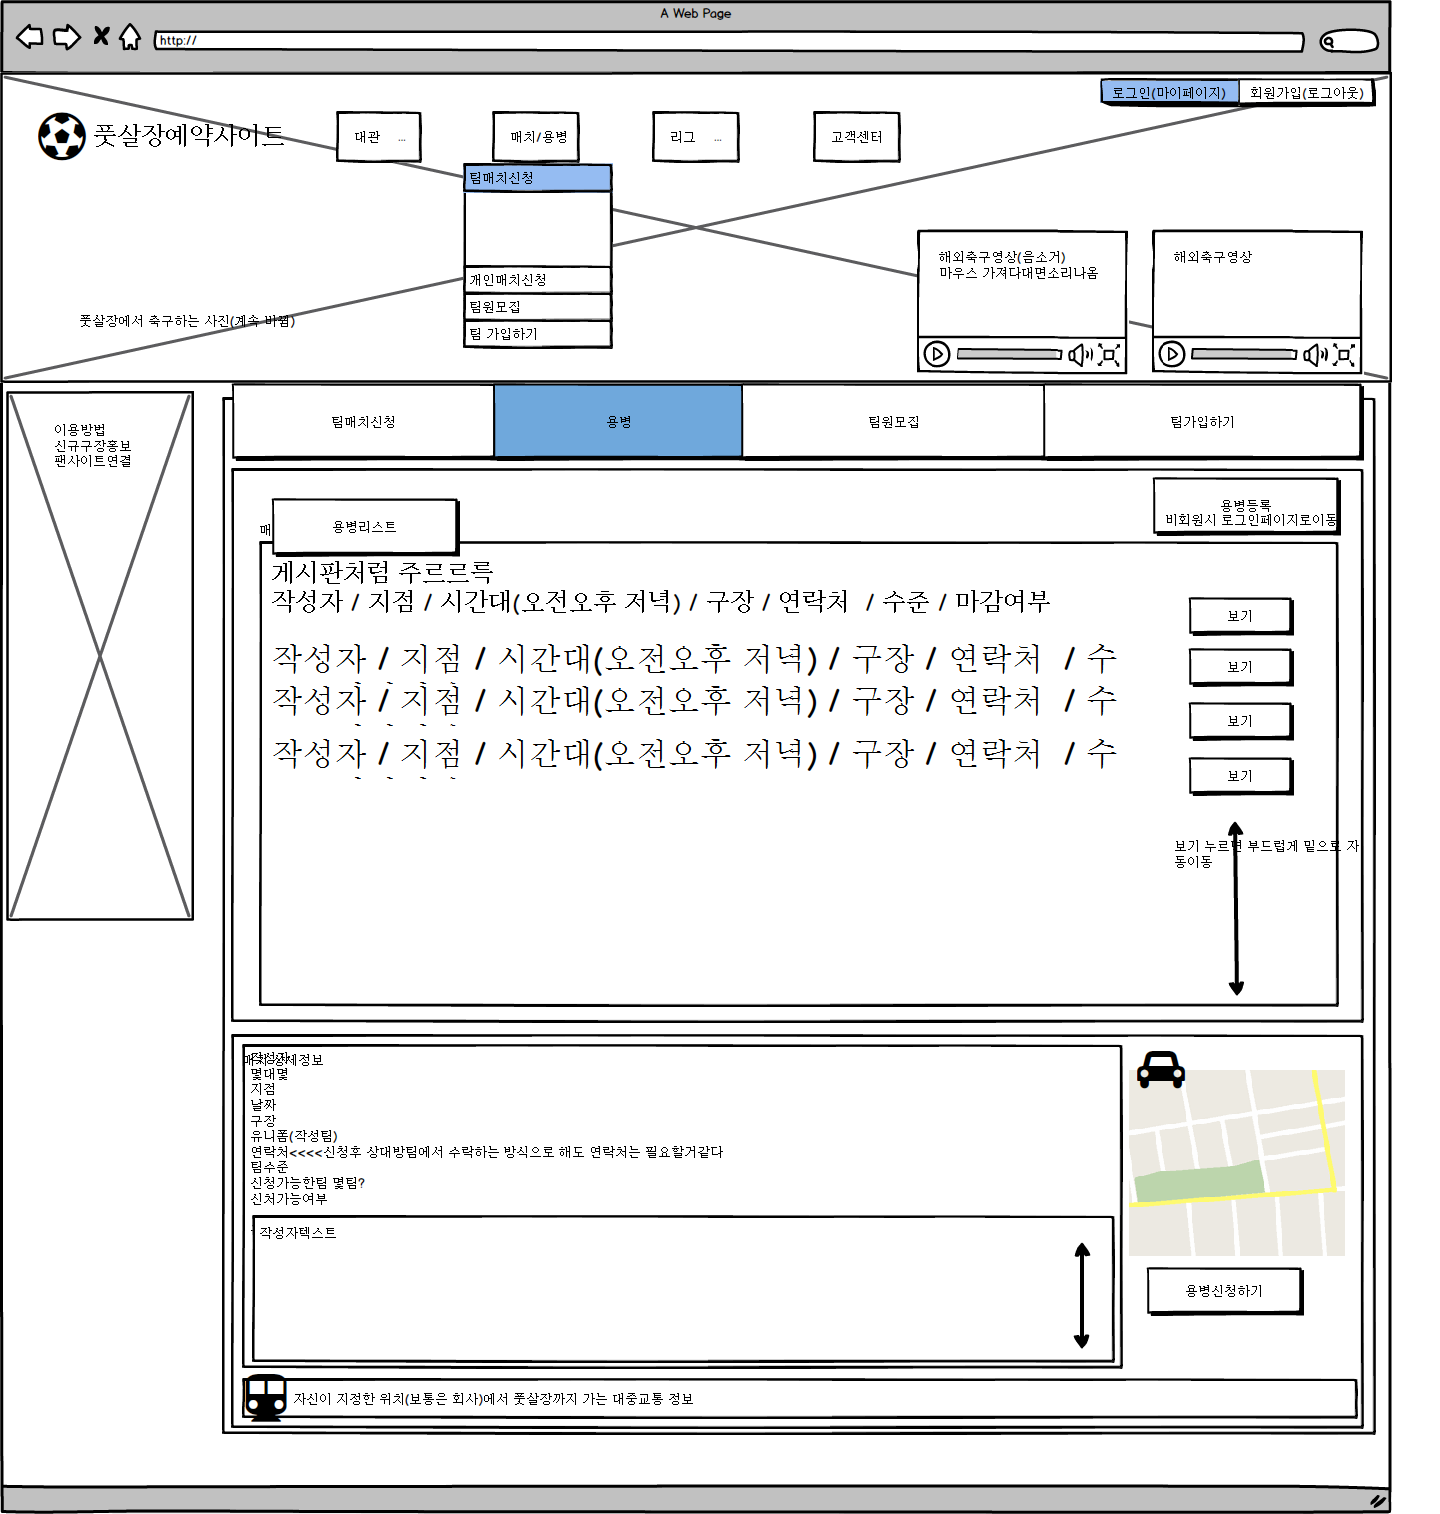 A Web Page
http://
로그인(마이페이지)
회원가입(로그아웃)
풋살장예약사이트
대관 ...
매치/용병
리그 ...
고객센터
팀매치신청
개인매치신청
팀원모집
팀 가입하기
해외축구영상(음소거)
마우스 가져다대면소리나옴
해외축구영상
풋살장에서 축구하는 사진(계속 바뀜)
이용방법
신규구장홍보
팬사이트연결
팀매치신청
용병
팀원모집
팀가입하기
용병등록
비회원시 로그인페이지로이동
매
용병리스트
게시판처럼 주르르륵
작성자 / 지점 / 시간대(오전오후 저녁) / 구장 / 연락처 / 수준 / 마감여부
보기
작성자 / 지점 / 시간대(오전오후 저녁) / 구장 / 연락처 / 수
보기
작성자 / 지점 / 시간대(오전오후 저녁) / 구장 / 연락처 / 수
보기
작성자 / 지점 / 시간대(오전오후 저녁) / 구장 / 연락처 / 수
보기
보기 누르면 부드럽게 밑으로 자
동이동
작성자
매치상세정보
몇대몇
지점
날짜
구장
유니폼(작성팀)
연락처<<<<신청후 상대방팀에서 수락하는 방식으로 해도 연락처는 필요할거같다
팀수준
신청가능한팀 몇팀?
신처가능여부
작성자텍스트
용병신청하기
자신이 지정한 위치(보통은 회사)에서 풋살장까지 가는 대중교통 정보